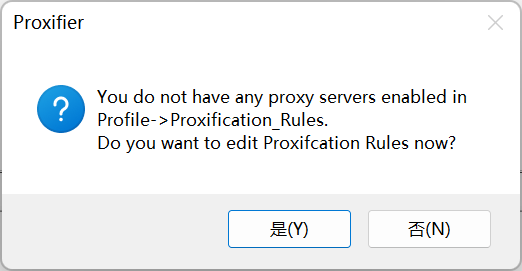 Proxifier
You do not have any proxy servers enabled in
Profile->Proxification_Rules.
Do you want to edit Proxifcation Rules now?
是(Y)
否(N)